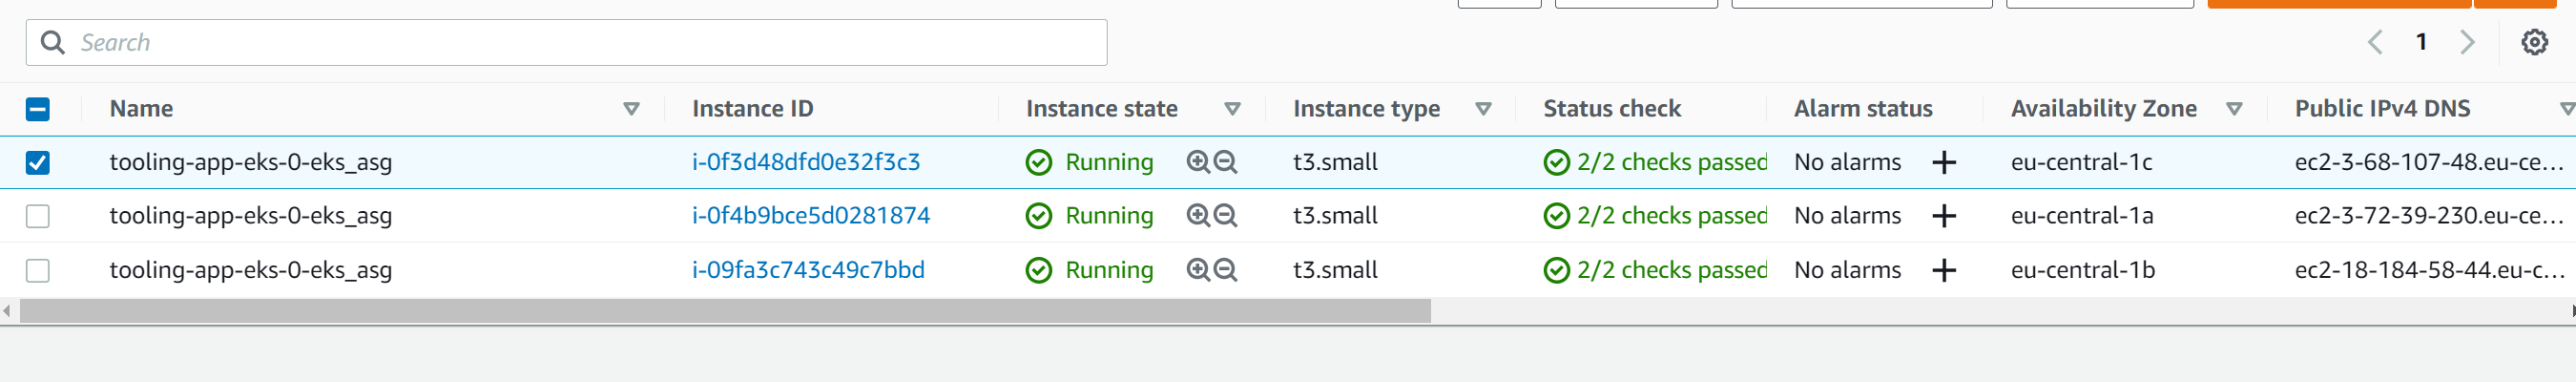 Search
1
Name Instance ID Instance state Instance type Status check Alarm status Availability Zone Public IPv4 DNS
tooling-app-eks-0-eks_asg i-0f3d48dfd0e32f3c3 Running t3.small 2/2 checks passed No alarms + eu-central-1c ec2-3-68-107-48.eu-ce...
tooling-app-eks-0-eks_asg i-0f4b9bce5d0281874 Running t3.small 2/2 checks passed No alarms + eu-central-1a ec2-3-72-39-230.eu-ce...
tooling-app-eks-0-eks_asg i-09fa3c743c49c7bbd Running t3.small 2/2 checks passed No alarms + eu-central-1b ec2-18-184-58-44.eu-c...